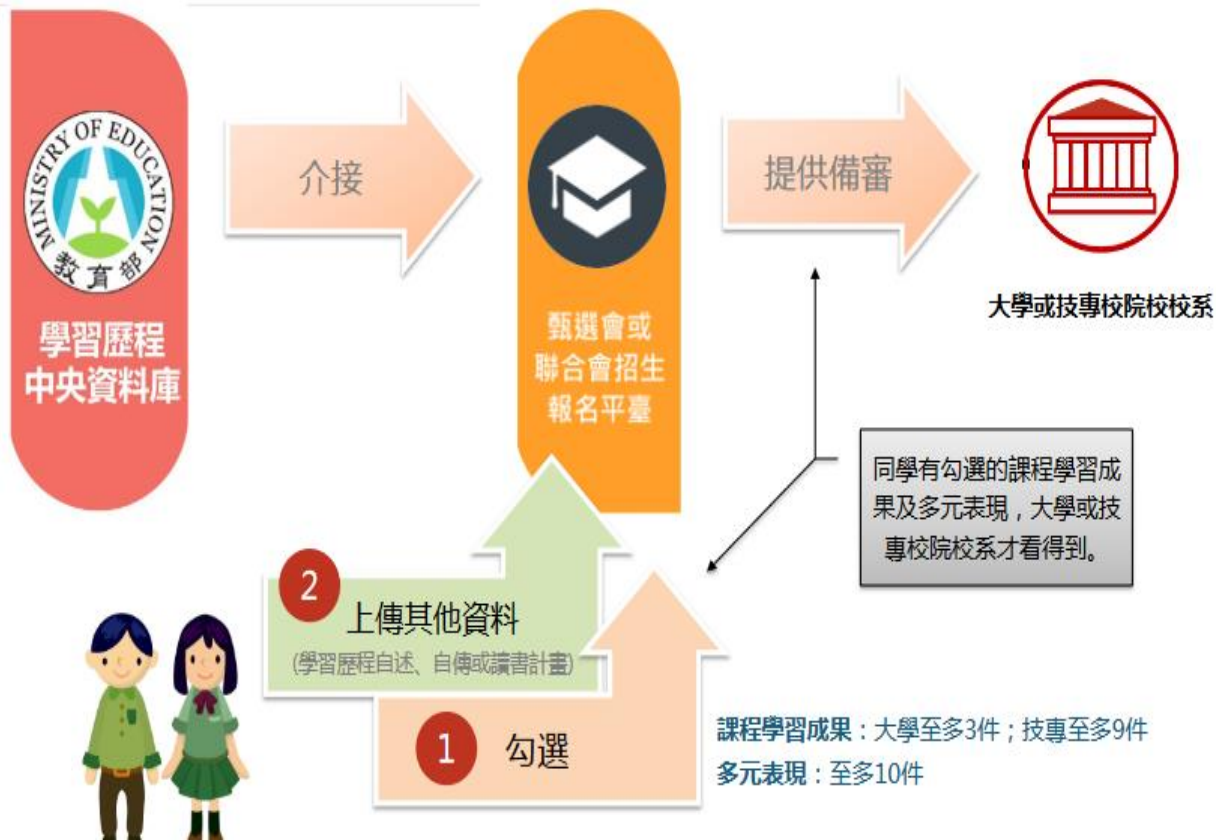 MINISTRY OF EDUCATION
教育部
學習歷程
中央資料庫
介接
甄選會或
聯合會招生
報名平臺
提供備審
大學或技專校院校校系
同學有勾選的課程學習成
果及多元表現，大學或技
專校院校系才看得到。
2
上傳其他資料
(學習歷程自述、自傳或讀書計畫)
1
勾選
課程學習成果：大學至多3件；技專至多9件
多元表現：至多10件